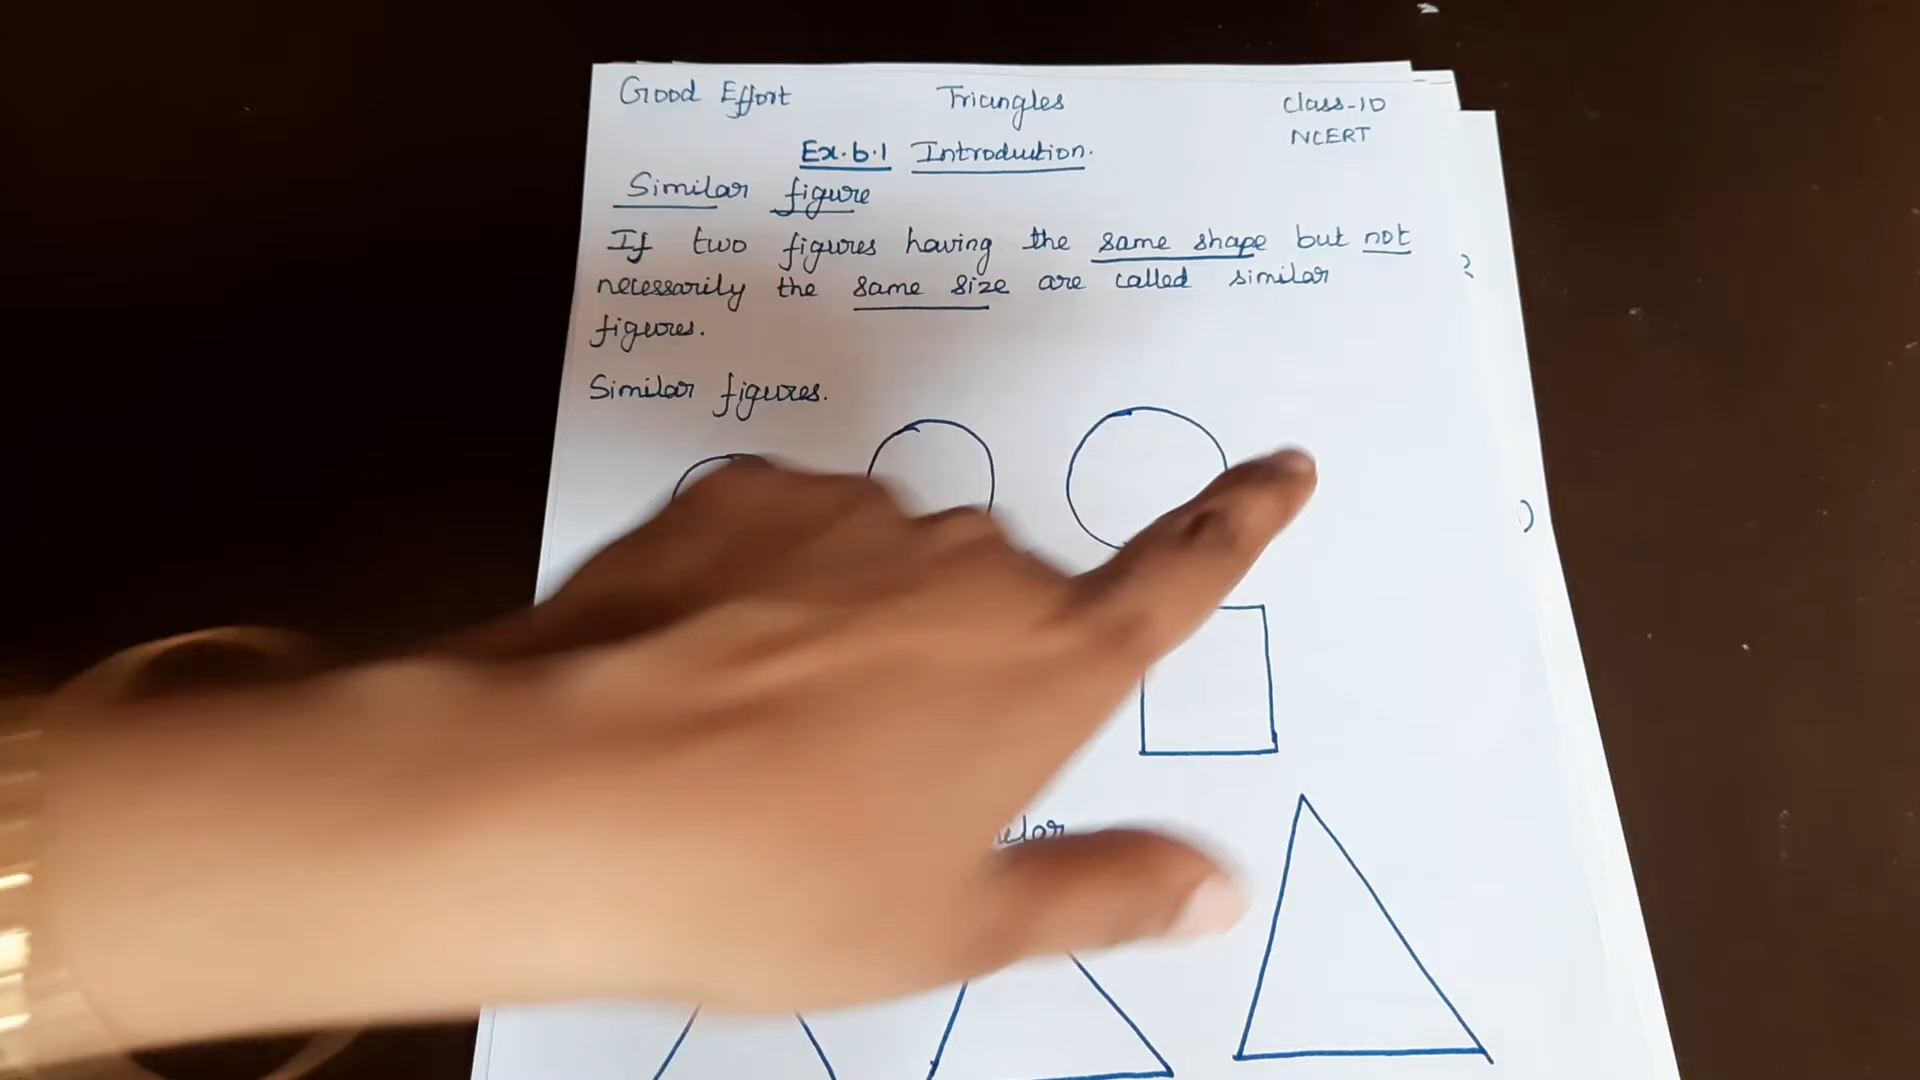 Good Effort Triangles Class-10
NCERT
Ex.6.1 Introduction.
Similar figure
If two figures having the same shape but not
necessarily the same size are called similar
figures.
Similar figures.